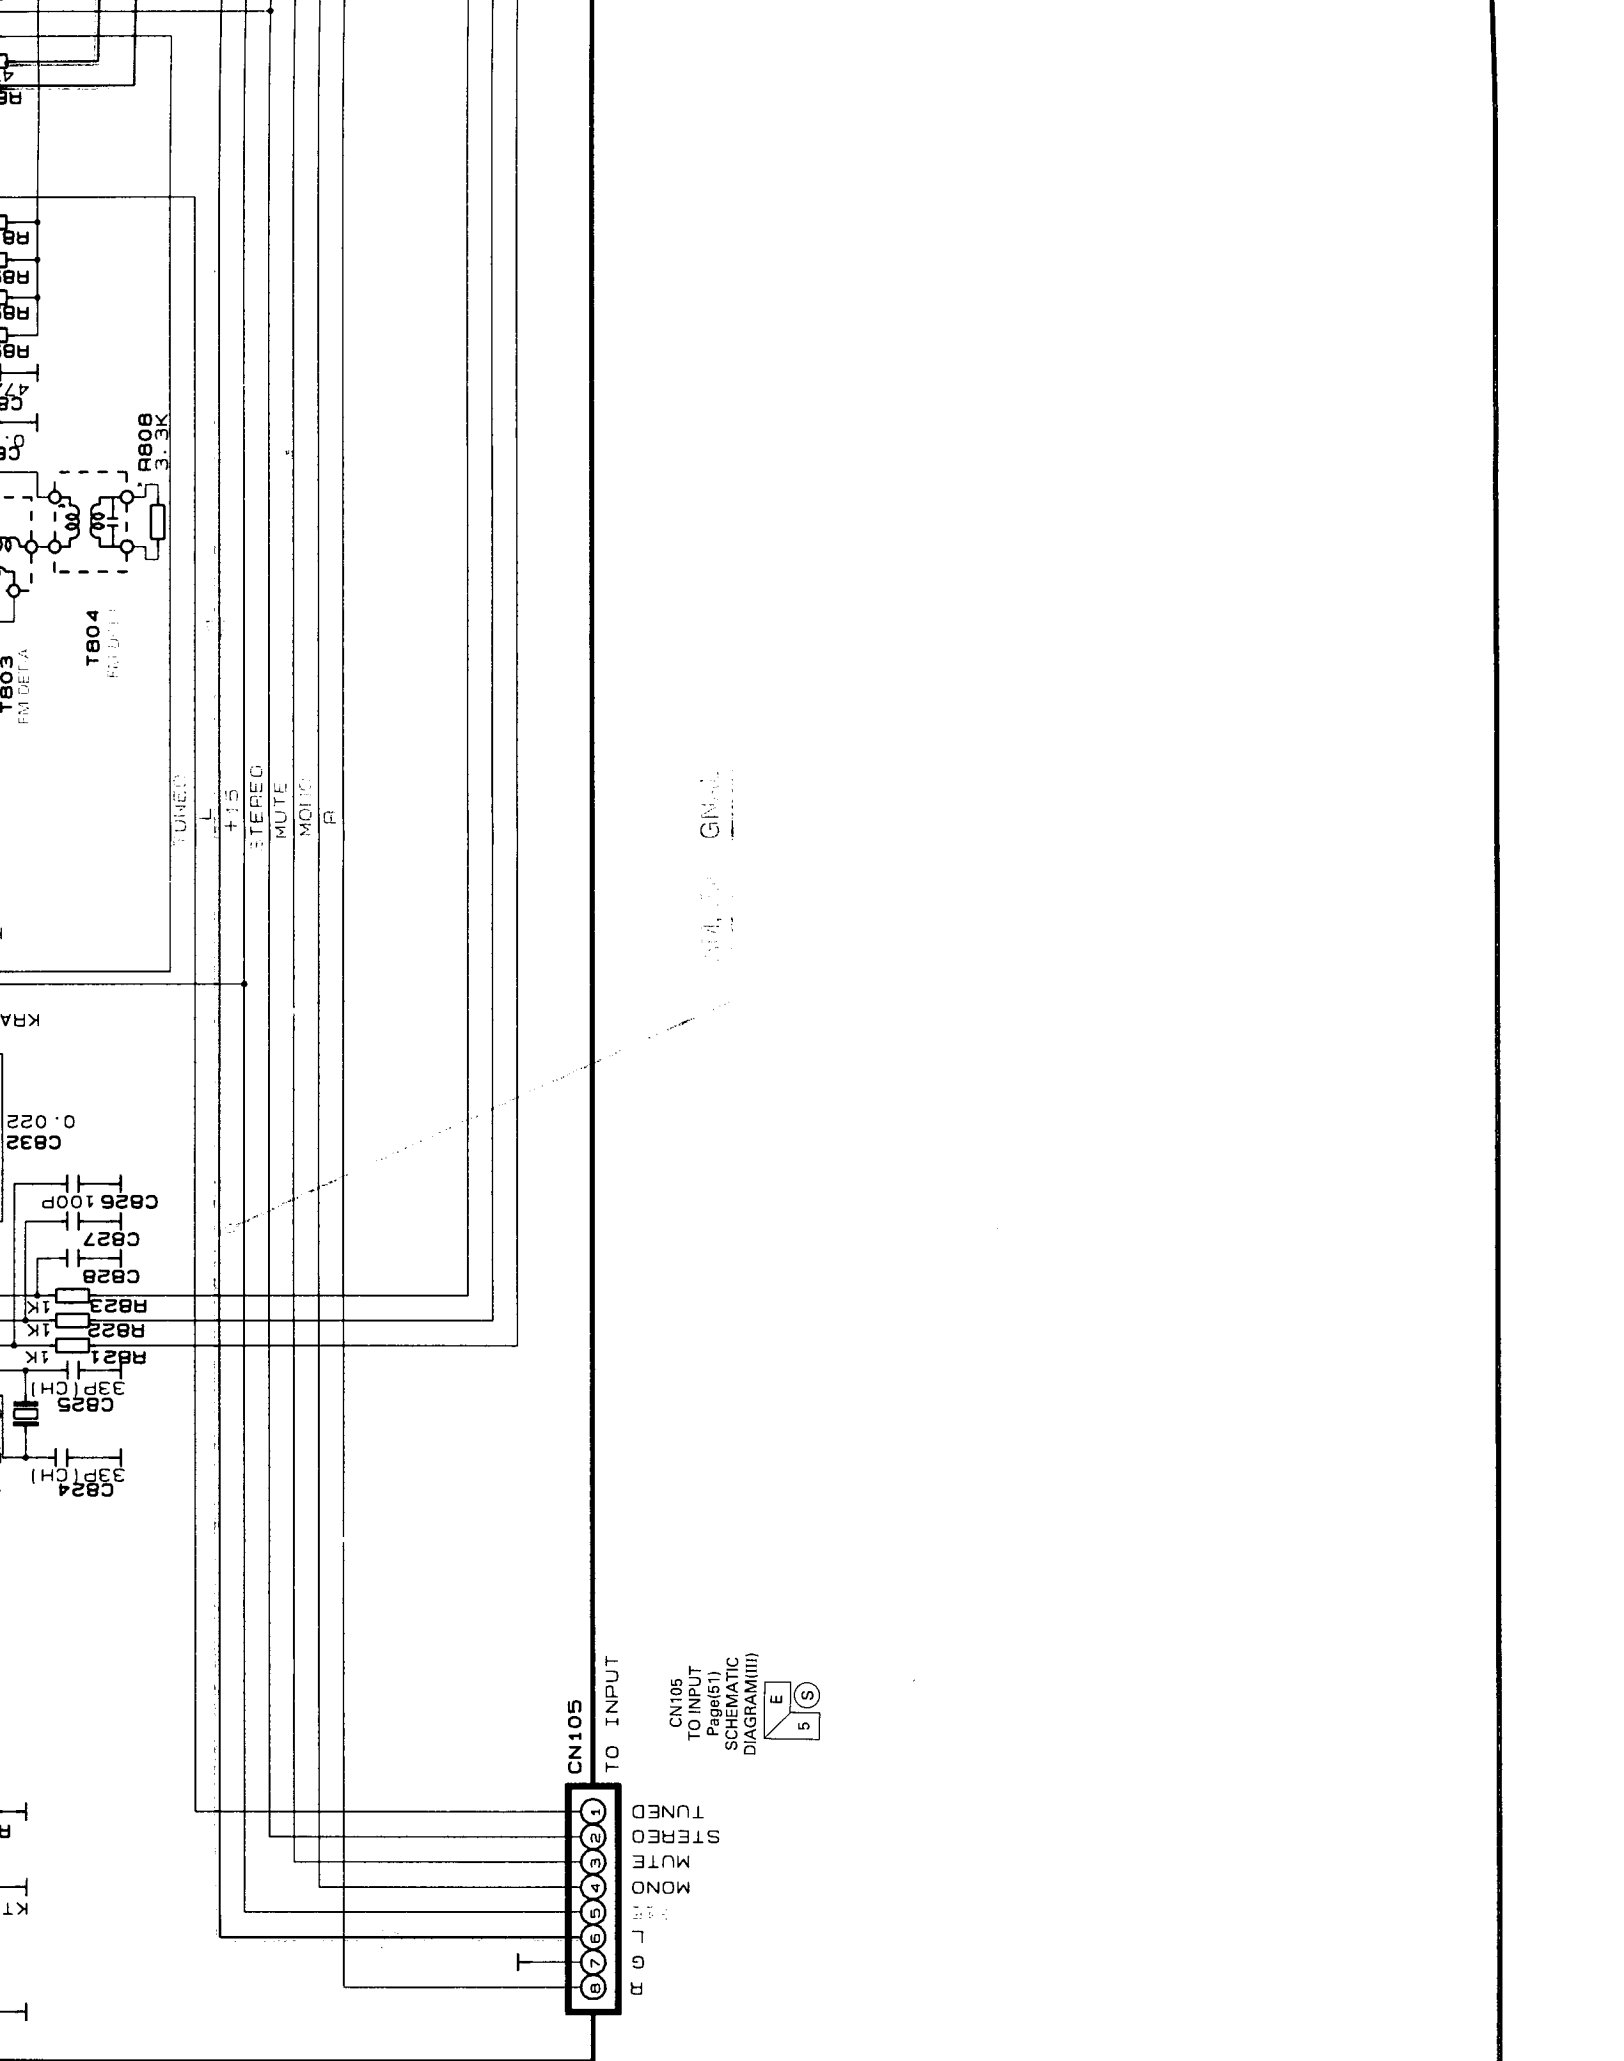 R808
3.3K
T804
T803
FM DET.A
TUNED
L
+15
STEREO
MUTE
MONO
R
KRA
0.022
C832
C826 100P
C827
C828
1K R823
1K R822
1K R821
33P(CH)
C825
33P(CH)
C824
CN105
TO INPUT
CN105
TO INPUT
Page(51)
SCHEMATIC
DIAGRAM(III)
E
5
S
1 TUNED
2 STEREO
3 MUTE
4 MONO
5
6 L
7 G
8 R